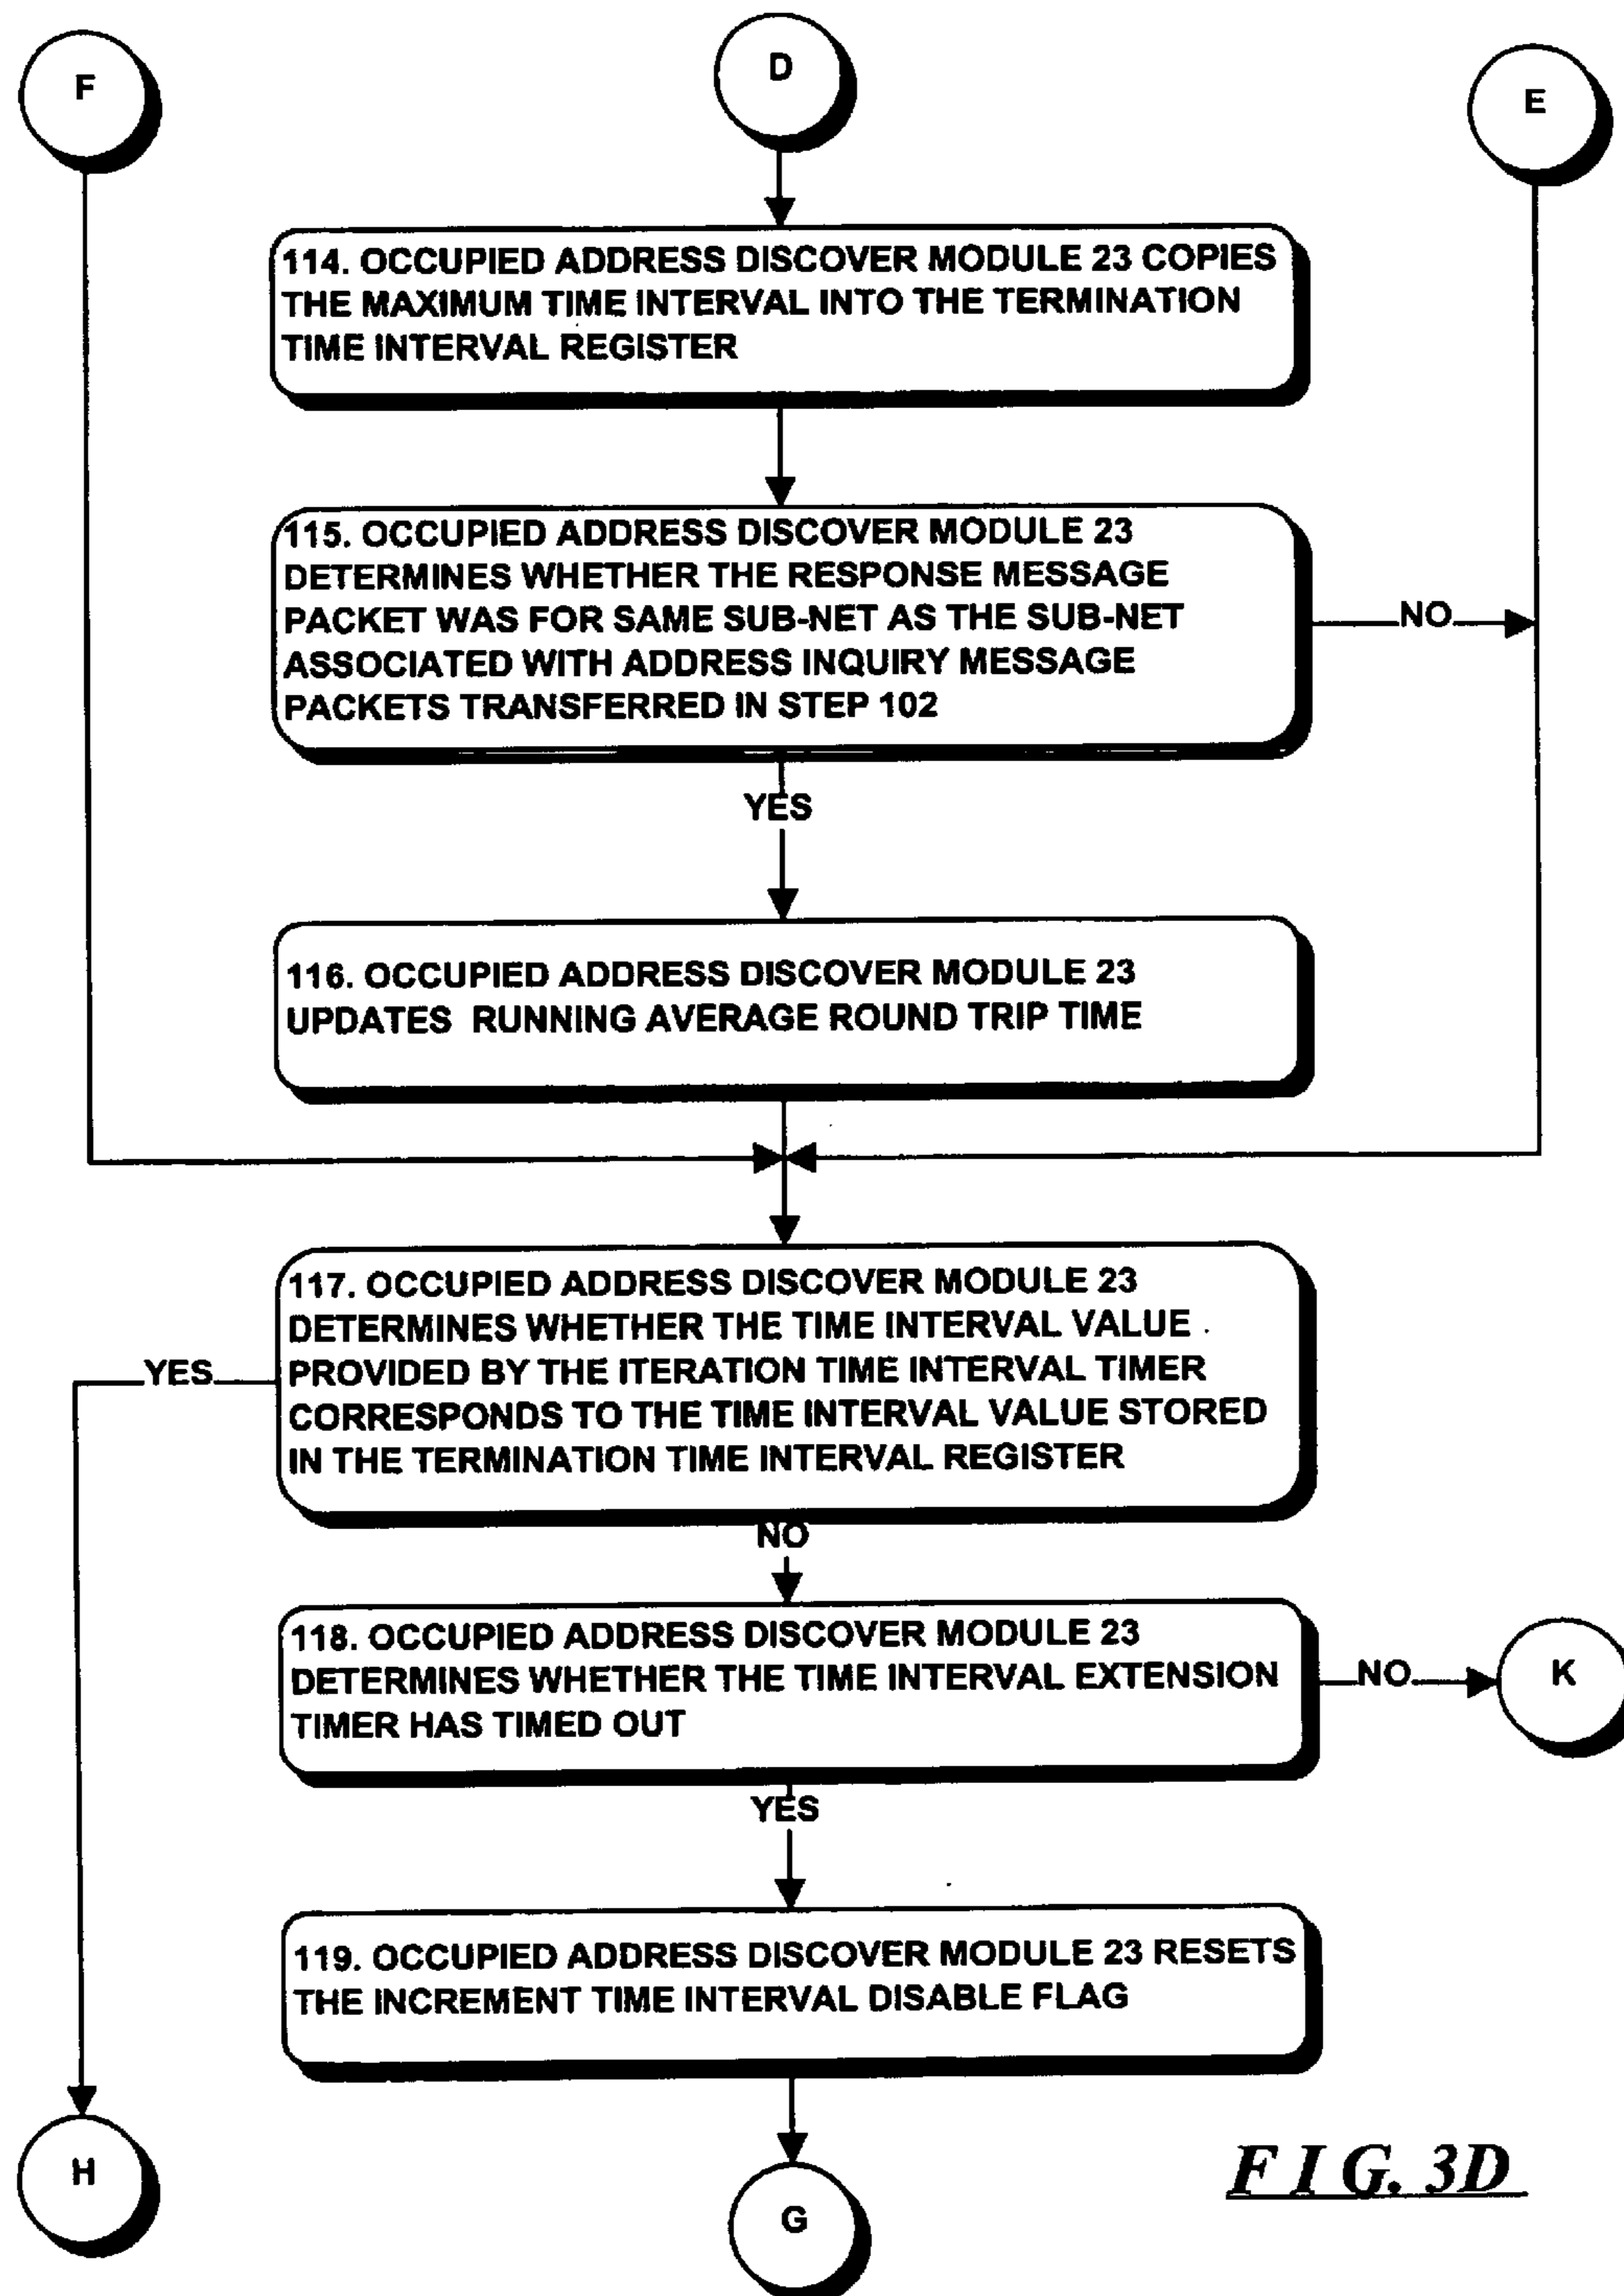 F
D
E
114. OCCUPIED ADDRESS DISCOVER MODULE 23 COPIES
THE MAXIMUM TIME INTERVAL INTO THE TERMINATION
TIME INTERVAL REGISTER
115. OCCUPIED ADDRESS DISCOVER MODULE 23
DETERMINES WHETHER THE RESPONSE MESSAGE
PACKET WAS FOR SAME SUB-NET AS THE SUB-NET
ASSOCIATED WITH ADDRESS INQUIRY MESSAGE
PACKETS TRANSFERRED IN STEP 102
NO
YES
116. OCCUPIED ADDRESS DISCOVER MODULE 23
UPDATES RUNNING AVERAGE ROUND TRIP TIME
117. OCCUPIED ADDRESS DISCOVER MODULE 23
DETERMINES WHETHER THE TIME INTERVAL VALUE
PROVIDED BY THE ITERATION TIME INTERVAL TIMER
CORRESPONDS TO THE TIME INTERVAL VALUE STORED
IN THE TERMINATION TIME INTERVAL REGISTER
YES
NO
118. OCCUPIED ADDRESS DISCOVER MODULE 23
DETERMINES WHETHER THE TIME INTERVAL EXTENSION
TIMER HAS TIMED OUT
NO
K
YES
119. OCCUPIED ADDRESS DISCOVER MODULE 23 RESETS
THE INCREMENT TIME INTERVAL DISABLE FLAG
H
G
FIG. 3D